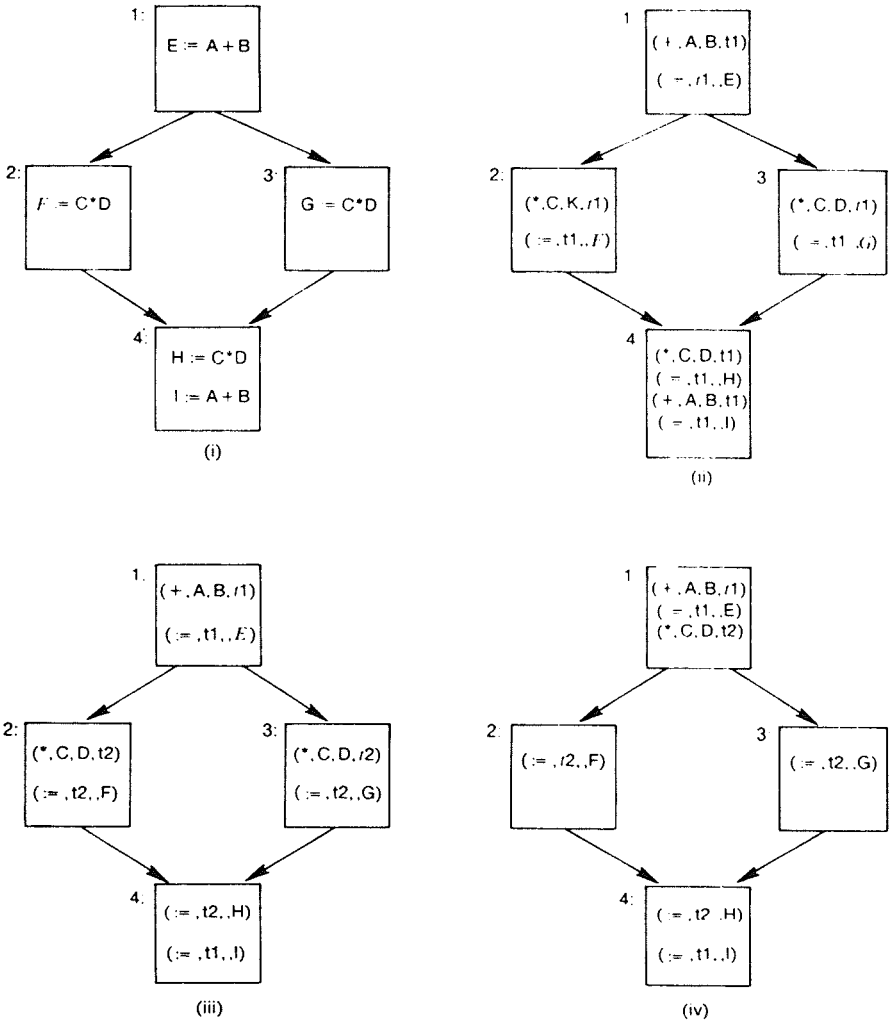 1:
E := A + B
2:
F := C*D
3:
G := C*D
4:
H := C*D
I := A + B
(i)
1
(+,A,B,t1)
( = ,t1,,E)
2:
(*,C,K,t1)
( := ,t1,,F)
3
(*,C,D,t1)
( = ,t1 ,G)
4
(*,C,D,t1)
( = ,t1,,H)
(+,A,B,t1)
( = ,t1,,I)
(ii)
1.
(+,A,B,t1)
( := ,t1,,E)
2:
(*,C,D,t2)
( := ,t2,,F)
3:
(*,C,D,t2)
( := ,t2,,G)
4:
( := ,t2,,H)
( := ,t1,,I)
(iii)
1
(+,A,B,t1)
( = ,t1,,E)
(*,C,D,t2)
2:
( := ,t2,,F)
3
( := ,t2,,G)
4:
( := ,t2 ,H)
( := ,t1,,I)
(iv)